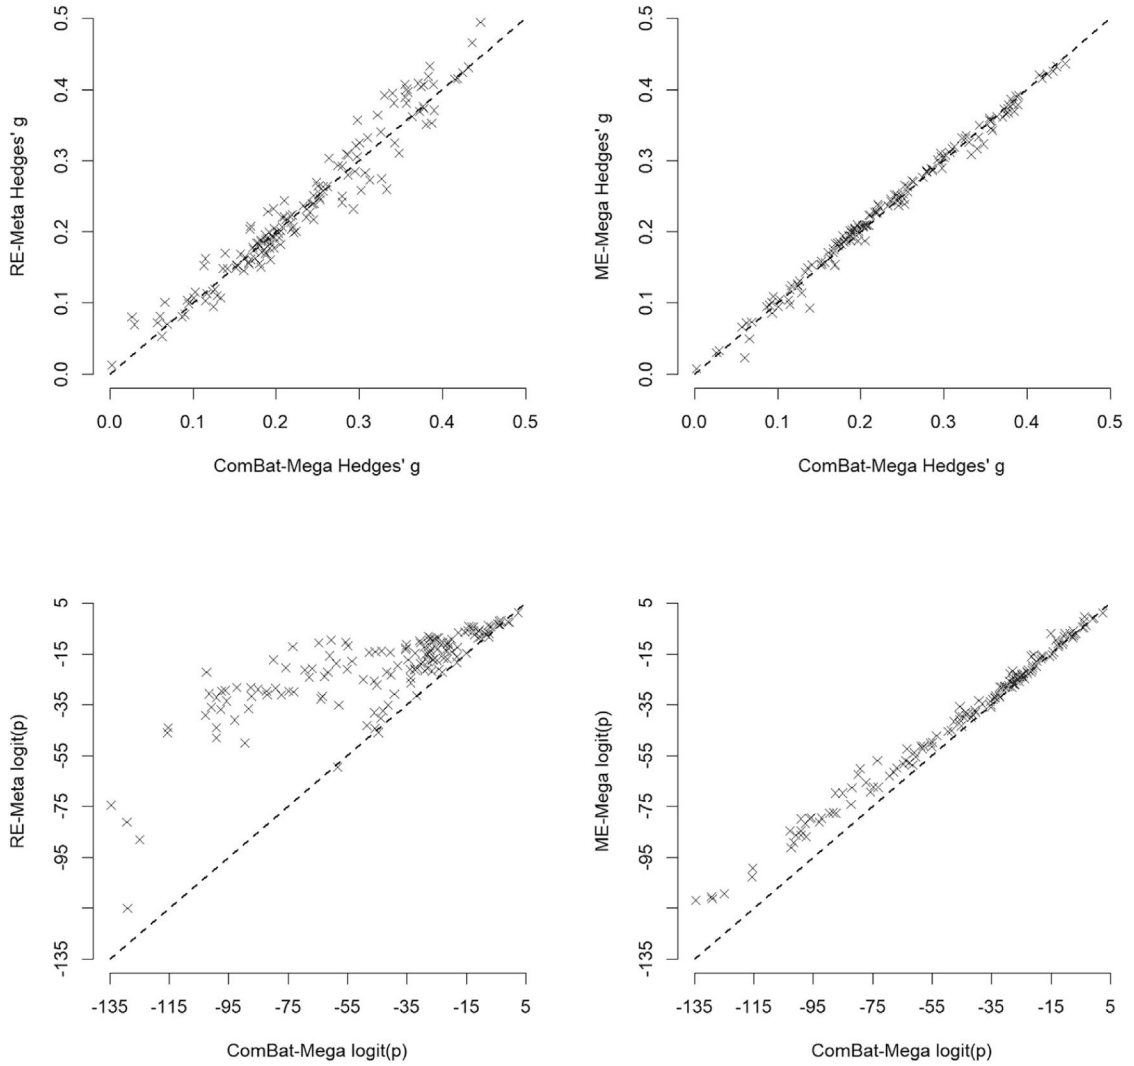 0.5
0.4
0.3
0.2
0.1
0.0
RE-Meta Hedges' g
0.0 0.1 0.2 0.3 0.4 0.5
ComBat-Mega Hedges' g
0.5
0.4
0.3
0.2
0.1
0.0
ME-Mega Hedges' g
0.0 0.1 0.2 0.3 0.4 0.5
ComBat-Mega Hedges' g
5
-15
-35
-55
-75
-95
-135
RE-Meta logit(p)
-135 -115 -95 -75 -55 -35 -15 5
ComBat-Mega logit(p)
5
-15
-35
-55
-75
-95
-135
ME-Mega logit(p)
-135 -115 -95 -75 -55 -35 -15 5
ComBat-Mega logit(p)